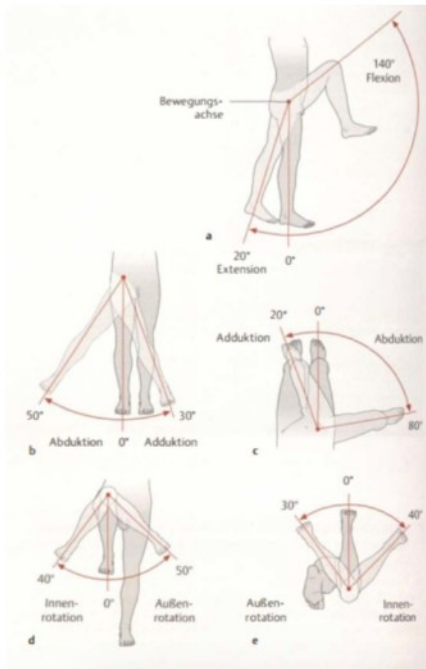 140°
Flexion
Bewegungs-
achse
a
20°
Extension
0°
50°
Abduktion
0°
Adduktion
30°
b
20°
0°
Adduktion
Abduktion
80°
c
40°
50°
Innen-
rotation
0°
Außen-
rotation
d
0°
30°
40°
Außen-
rotation
Innen-
rotation
e